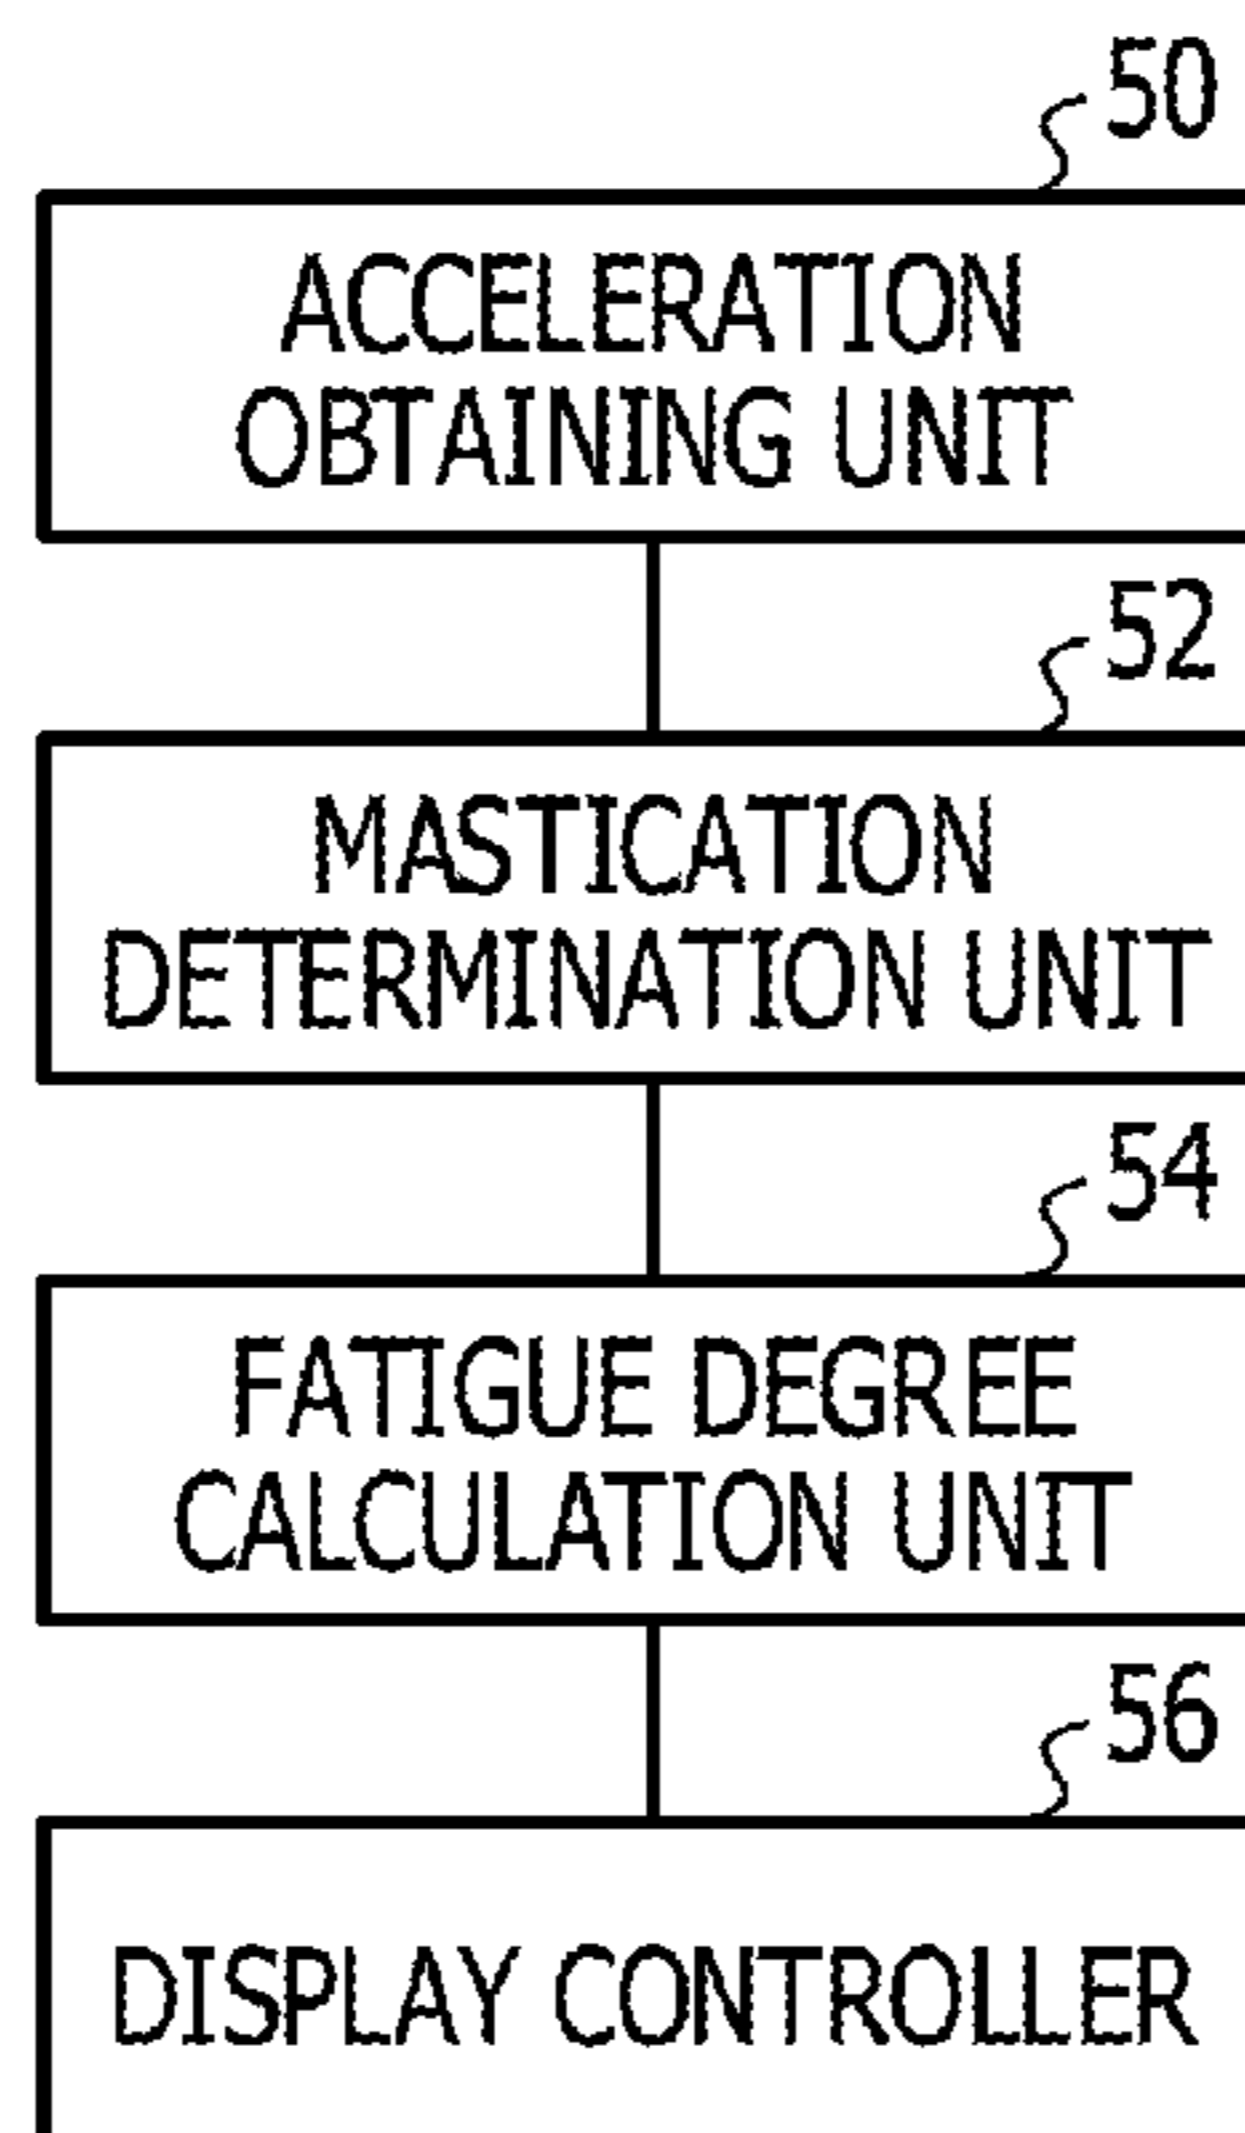 50
ACCELERATION
OBTAINING UNIT
52
MASTICATION
DETERMINATION UNIT
54
FATIGUE DEGREE
CALCULATION UNIT
56
DISPLAY CONTROLLER